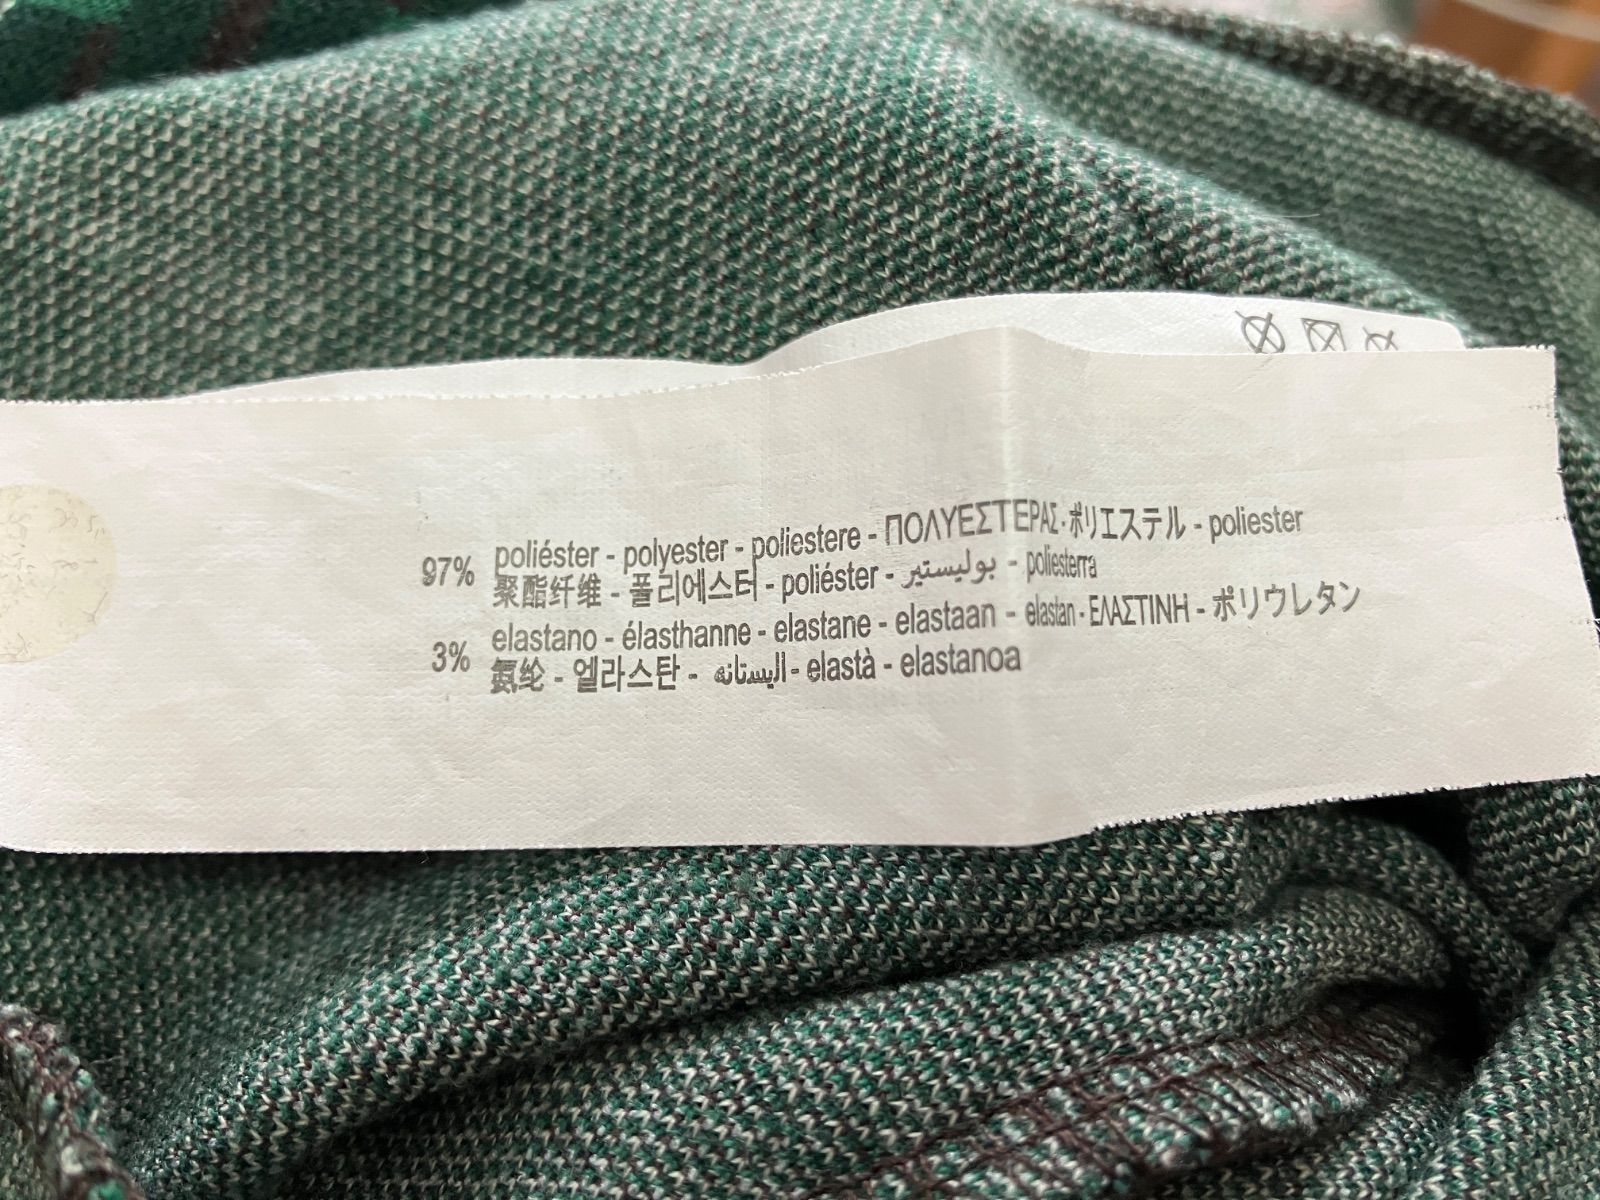 97% poliéster - polyester - poliestere - ΠΟΛΥΕΣΤΕΡΑΣ - ポリエステル - poliester
聚酯纤维 - 폴리에스터 - poliéster - بوليستير - poliesterra
3% elastano - élasthanne - elastane - elastaan - elastan - ΕΛΑΣΤΙΝΗ - ポリウレタン
氨纶 - 엘라스탄 - اليستانه - elastà - elastanoa